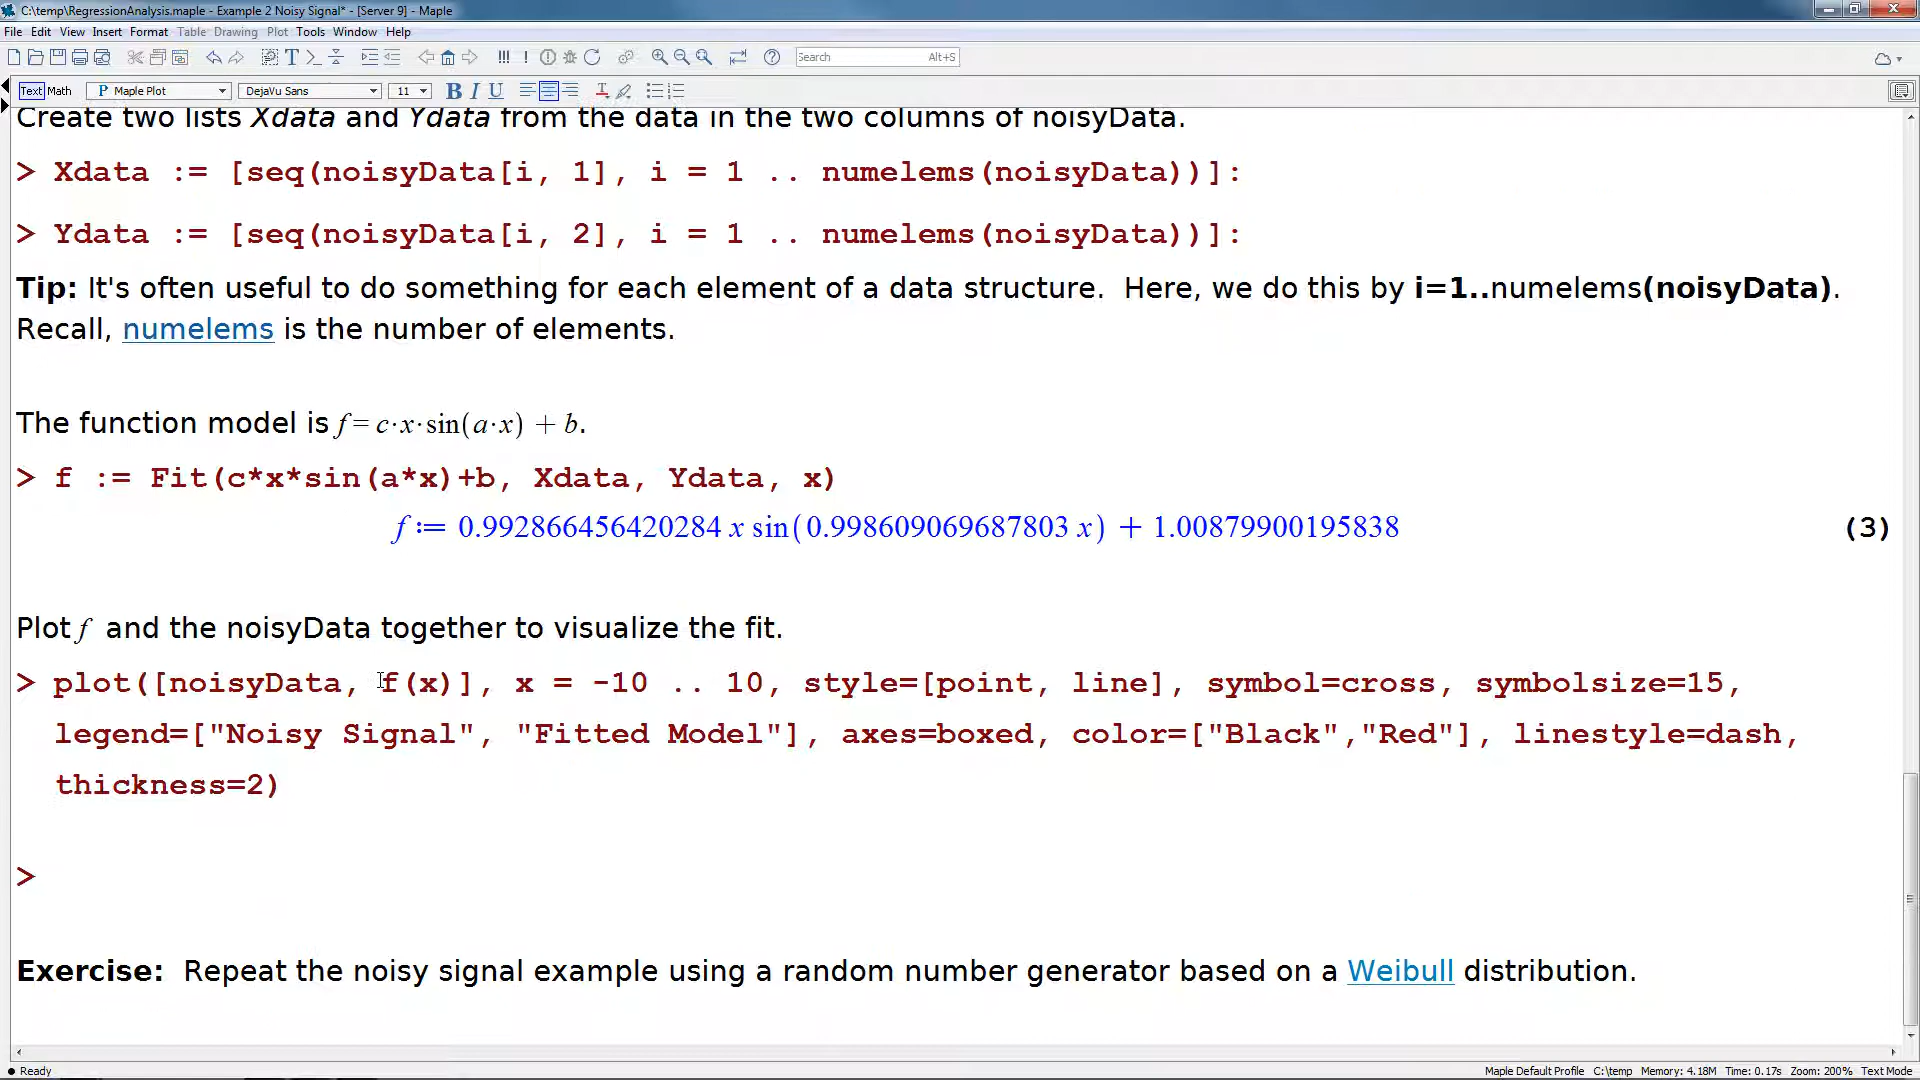 C:\temp\RegressionAnalysis.maple - Example 2 Noisy Signal* - [Server 9] - Maple
File Edit View Insert Format Table Drawing Plot Tools Window Help
Search Alt+S
Text Math P Maple Plot DejaVu Sans 11 B I U
Create two lists Xdata and Ydata from the data in the two columns of noisyData.
> Xdata := [seq(noisyData[i, 1], i = 1 .. numelems(noisyData))]:
> Ydata := [seq(noisyData[i, 2], i = 1 .. numelems(noisyData))]:
Tip: It's often useful to do something for each element of a data structure. Here, we do this by i=1..numelems(noisyData).
Recall, numelems is the number of elements.
The function model is f = c·x·sin(a·x) + b.
> f := Fit(c*x*sin(a*x)+b, Xdata, Ydata, x)
f := 0.992866456420284 x sin(0.998609069687803 x) + 1.00879900195838 (3)
Plot f and the noisyData together to visualize the fit.
> plot([noisyData, f(x)], x = -10 .. 10, style=[point, line], symbol=cross, symbolsize=15,
legend=["Noisy Signal", "Fitted Model"], axes=boxed, color=["Black","Red"], linestyle=dash,
thickness=2)
>
Exercise: Repeat the noisy signal example using a random number generator based on a Weibull distribution.
Ready Maple Default Profile C:\temp Memory: 4.18M Time: 0.17s Zoom: 200% Text Mode